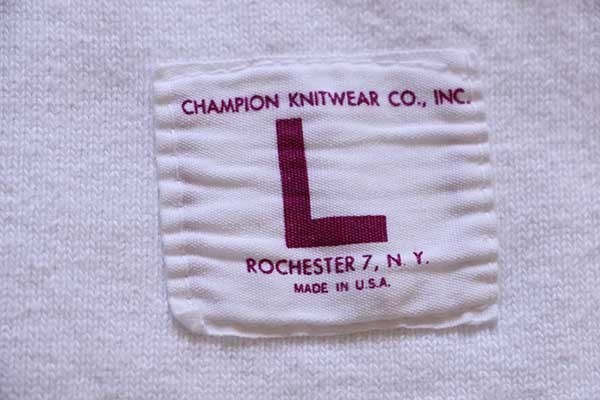 CHAMPION KNITWEAR CO., INC.
L
ROCHESTER 7, N. Y.
MADE IN U.S.A.